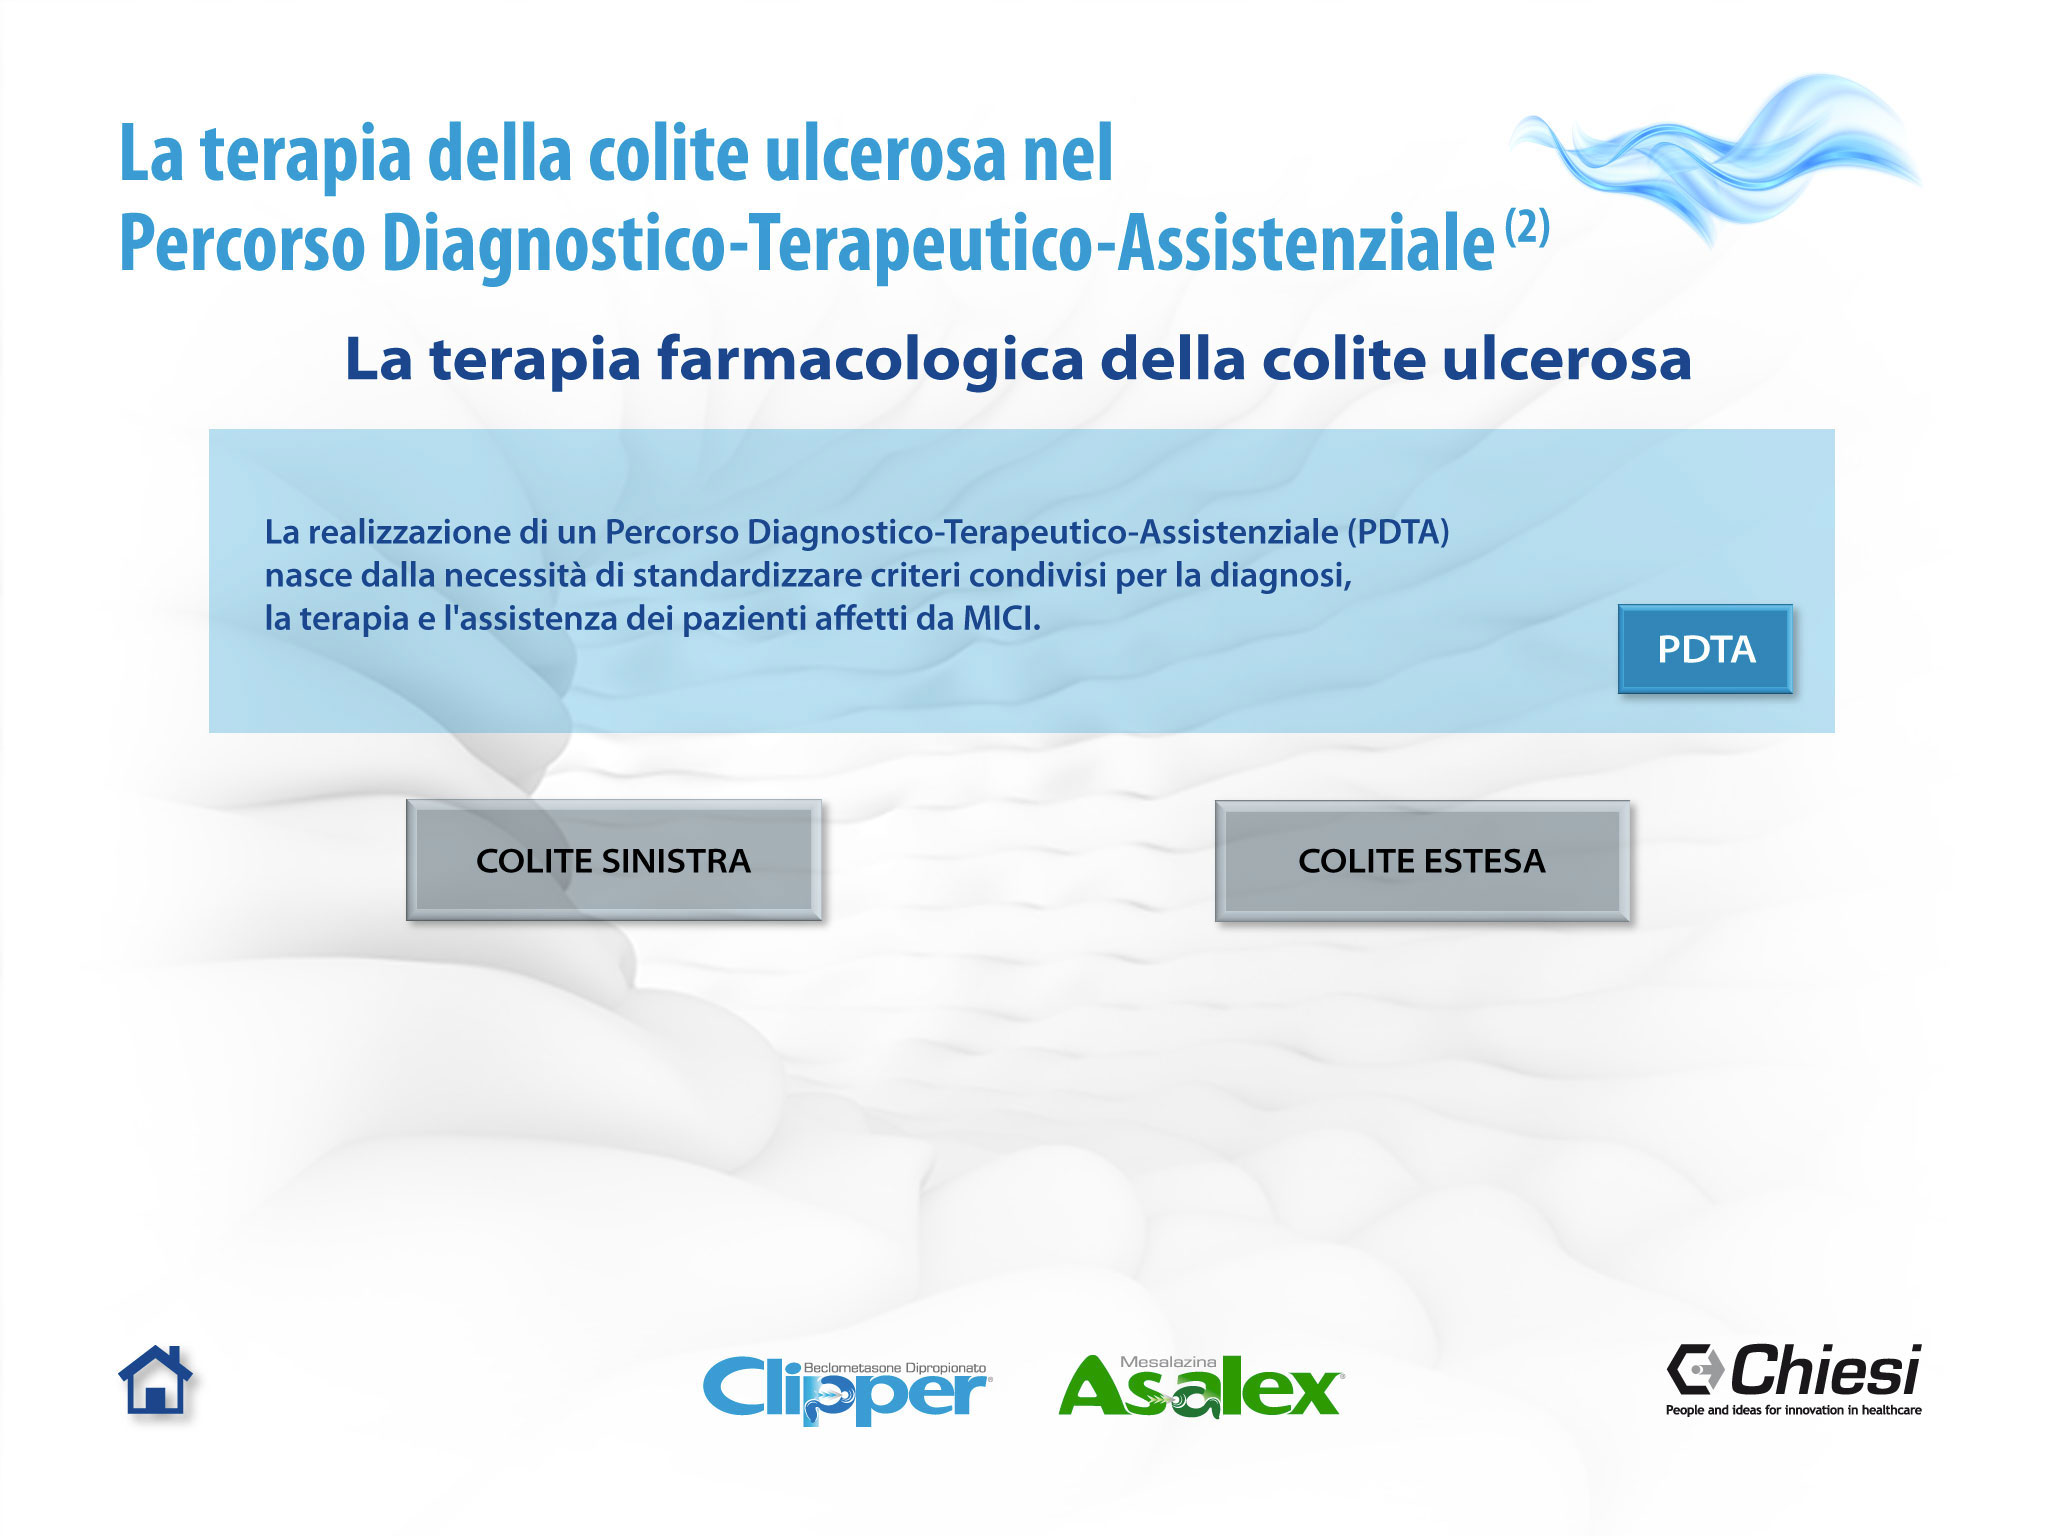 La terapia della colite ulcerosa nel
Percorso Diagnostico-Terapeutico-Assistenziale (2)
La terapia farmacologica della colite ulcerosa
La realizzazione di un Percorso Diagnostico-Terapeutico-Assistenziale (PDTA)
nasce dalla necessità di standardizzare criteri condivisi per la diagnosi,
la terapia e l'assistenza dei pazienti affetti da MICI.
PDTA
COLITE SINISTRA
COLITE ESTESA
Beclometasone Dipropionato
Clipper®
Mesalazina
Asalex®
Chiesi
People and ideas for innovation in healthcare